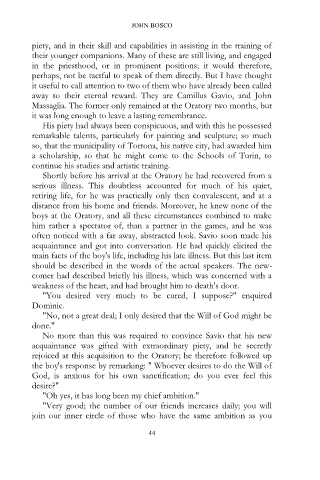 JOHN BOSCO
piety, and in their skill and capabilities in assisting in the training of
their younger companions. Many of these are still living, and engaged
in the priesthood, or in prominent positions; it would therefore,
perhaps, not be tactful to speak of them directly. But I have thought
it useful to call attention to two of them who have already been called
away to their eternal reward. They are Camillus Gavio, and John
Massaglia. The former only remained at the Oratory two months, but
it was long enough to leave a lasting remembrance.
His piety had always been conspicuous, and with this he possessed
remarkable talents, particularly for painting and sculpture; so much
so, that the municipality of Tortona, his native city, had awarded him
a scholarship, so that he might come to the Schools of Turin, to
continue his studies and artistic training.
Shortly before his arrival at the Oratory he had recovered from a
serious illness. This doubtless accounted for much of his quiet,
retiring life, for he was practically only then convalescent, and at a
distance from his home and friends. Moreover, he knew none of the
boys at the Oratory, and all these circumstances combined to make
him rather a spectator of, than a partner in the games, and he was
often noticed with a far away, abstracted look. Savio soon made his
acquaintance and got into conversation. He had quickly elicited the
main facts of the boy's life, including his late illness. But this last item
should be described in the words of the actual speakers. The new-
comer had described briefly his illness, which was concerned with a
weakness of the heart, and had brought him to death's door.
"You desired very much to be cured, I suppose?" enquired
Dominic.
"No, not a great deal; I only desired that the Will of God might be
done."
No more than this was required to convince Savio that his new
acquaintance was gifted with extraordinary piety, and he secretly
rejoiced at this acquisition to the Oratory; he therefore followed up
the boy's response by remarking: " Whoever desires to do the Will of
God, is anxious for his own sanctification; do you ever feel this
desire?"
"Oh yes, it has long been my chief ambition."
"Very good; the number of our friends increases daily; you will
join our inner circle of those who have the same ambition as you
44